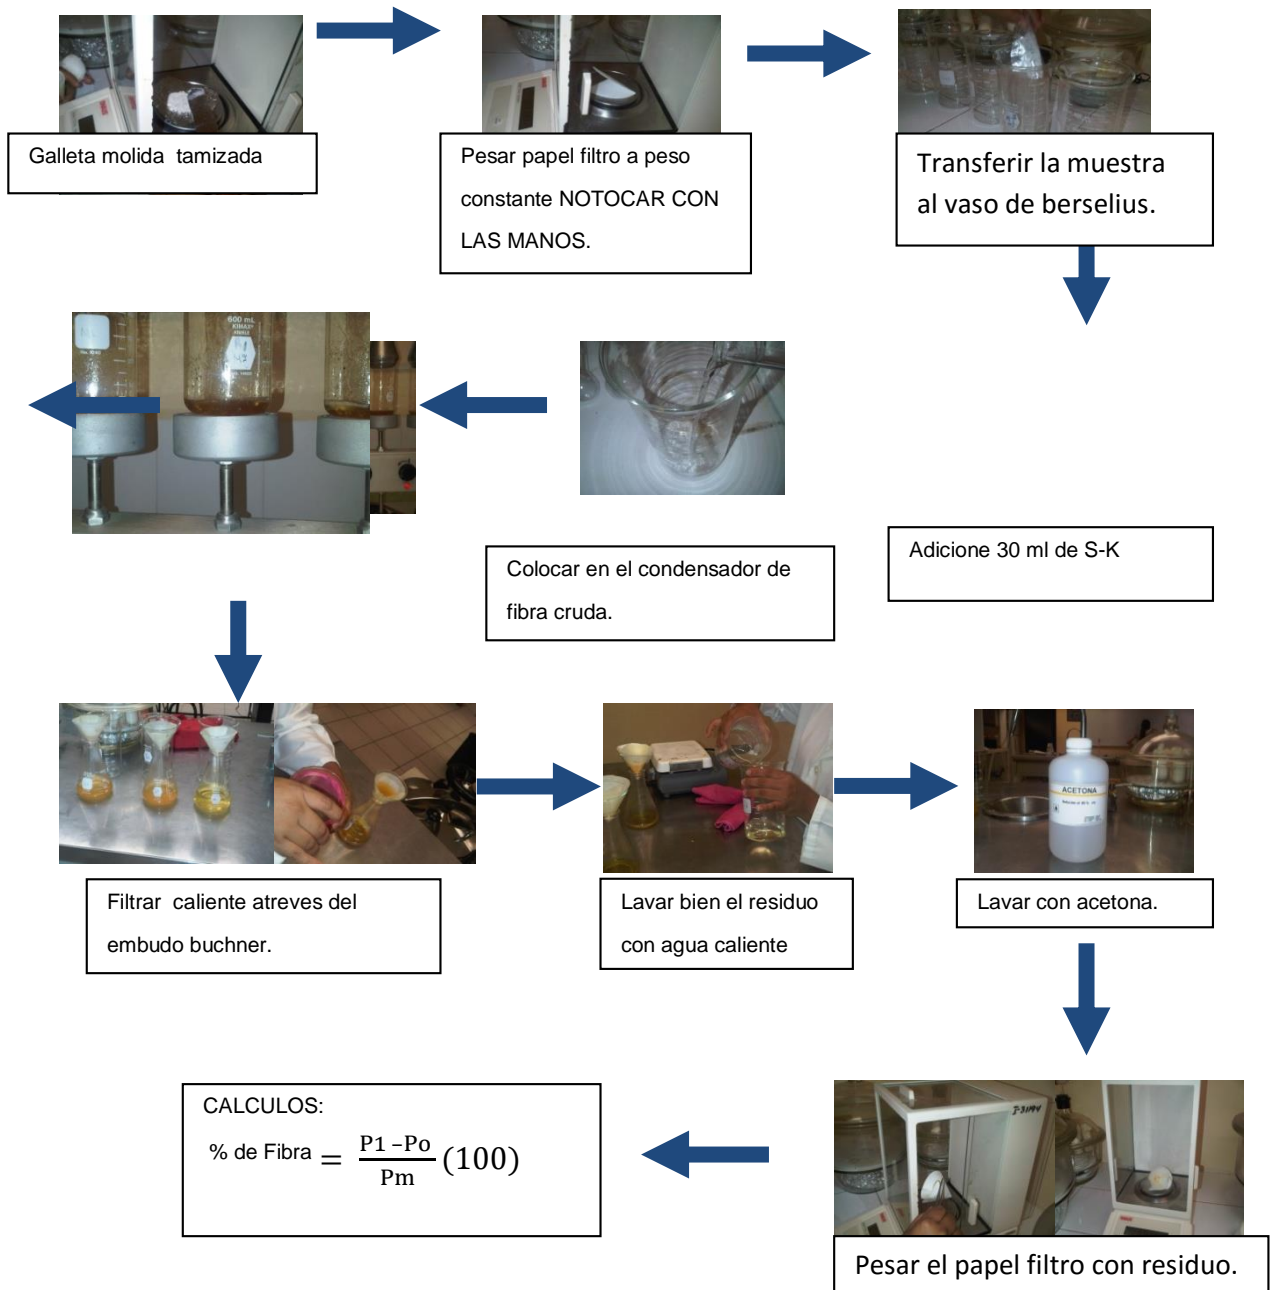 Galleta molida  tamizada
Pesar papel filtro a peso
constante NOTOCAR CON
LAS MANOS.
Transferir la muestra
al vaso de berselius.
600 mL
KIMAX
Adicione 30 ml de S-K
Colocar en el condensador de
fibra cruda.
Filtrar  caliente atreves del
embudo buchner.
Lavar bien el residuo
con agua caliente
ACETONA
Lavar con acetona.
Pesar el papel filtro con residuo.
CALCULOS:
% de Fibra = P1 – Po / Pm (100)